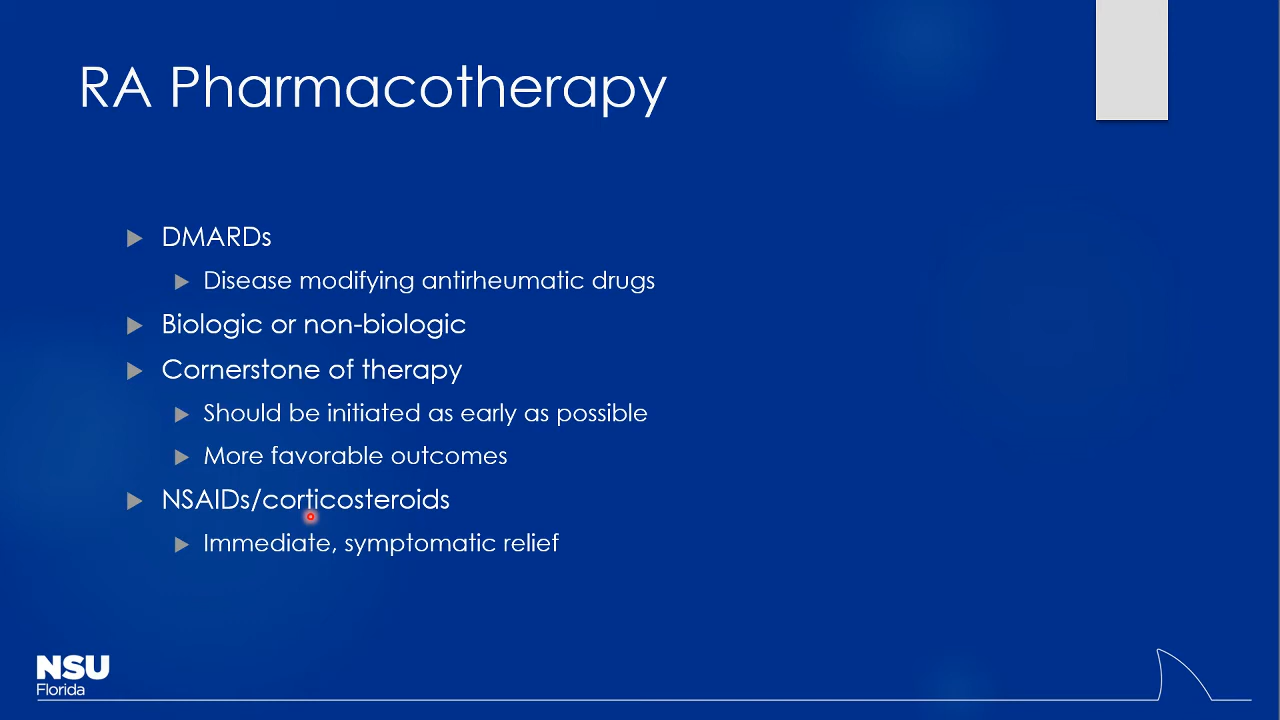 RA Pharmacotherapy
DMARDs
Disease modifying antirheumatic drugs
Biologic or non-biologic
Cornerstone of therapy
Should be initiated as early as possible
More favorable outcomes
NSAIDs/corticosteroids
Immediate, symptomatic relief
NSU
Florida